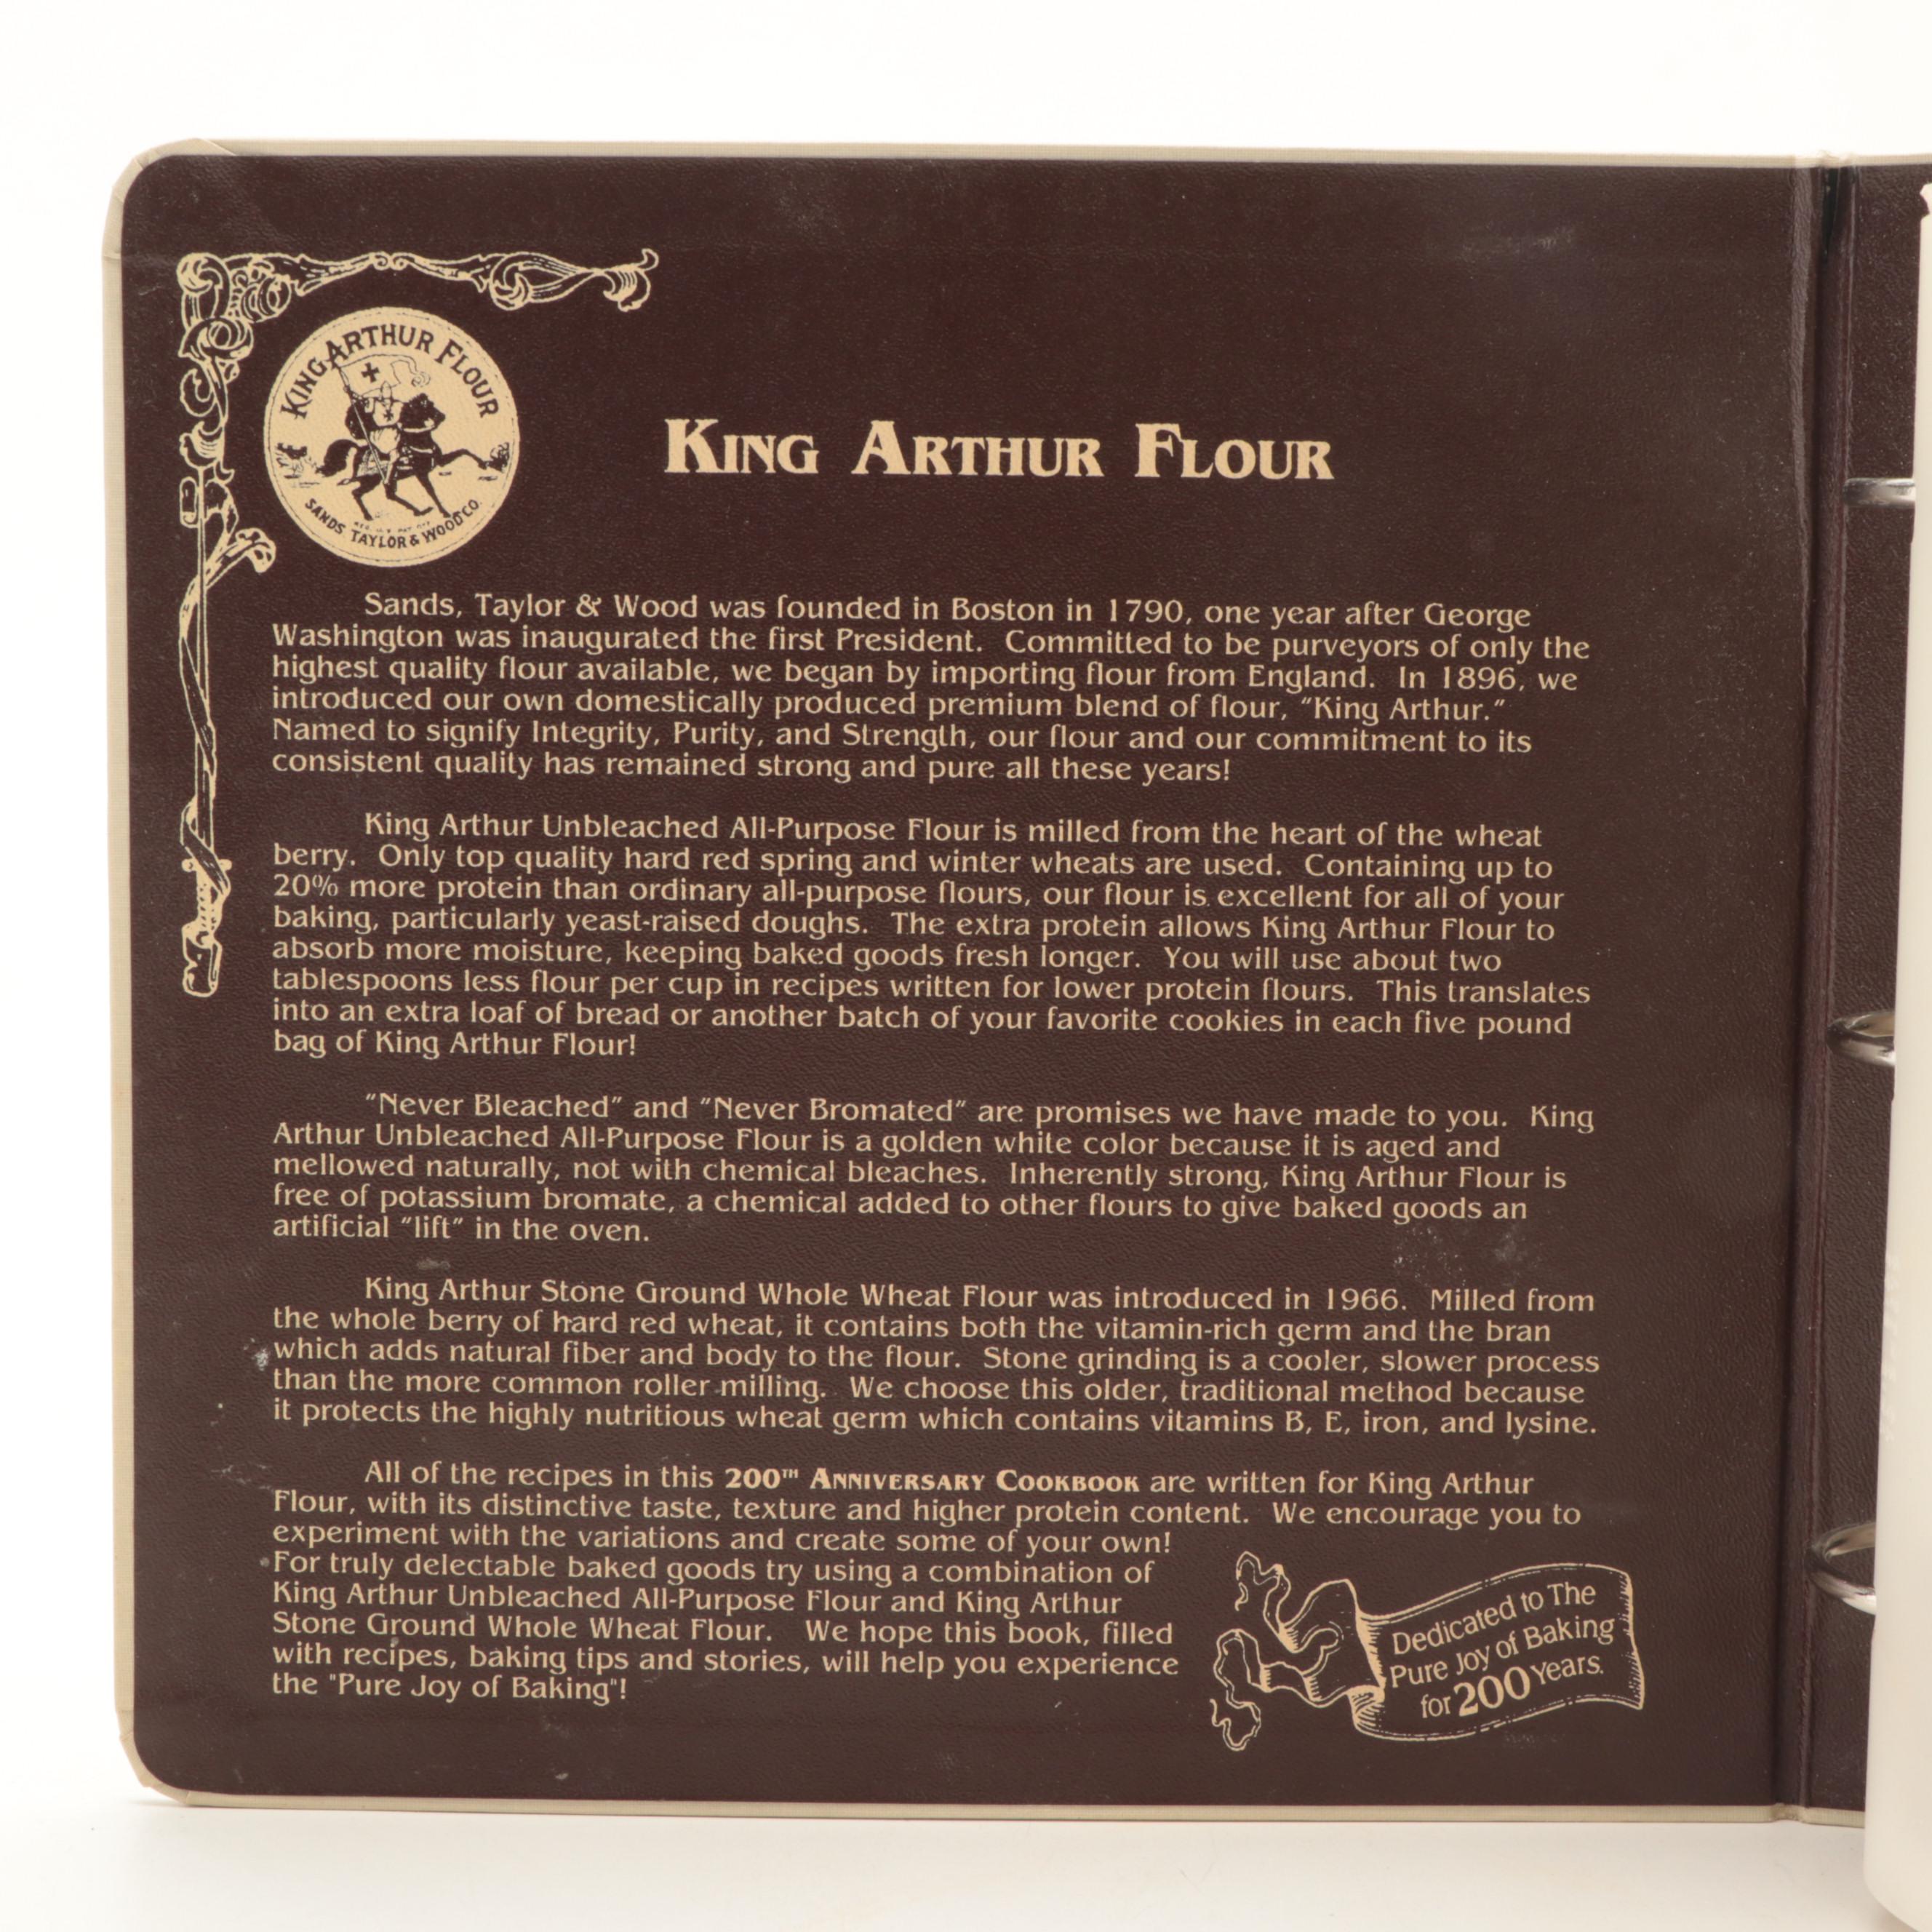 KING ARTHUR FLOUR
SANDS, TAYLOR & WOOD CO.
KING ARTHUR FLOUR
Sands, Taylor & Wood was founded in Boston in 1790, one year after George
Washington was inaugurated the first President. Committed to be purveyors of only the
highest quality flour available, we began by importing flour from England. In 1896, we
introduced our own domestically produced premium blend of flour, "King Arthur."
Named to signify Integrity, Purity, and Strength, our flour and our commitment to its
consistent quality has remained strong and pure all these years!
King Arthur Unbleached All-Purpose Flour is milled from the heart of the wheat
berry. Only top quality hard red spring and winter wheats are used. Containing up to
20% more protein than ordinary all-purpose flours, our flour is excellent for all of your
baking, particularly yeast-raised doughs. The extra protein allows King Arthur Flour to
absorb more moisture, keeping baked goods fresh longer. You will use about two
tablespoons less flour per cup in recipes written for lower protein flours. This translates
into an extra loaf of bread or another batch of your favorite cookies in each five pound
bag of King Arthur Flour!
"Never Bleached" and "Never Bromated" are promises we have made to you. King
Arthur Unbleached All-Purpose Flour is a golden white color because it is aged and
mellowed naturally, not with chemical bleaches. Inherently strong, King Arthur Flour is
free of potassium bromate, a chemical added to other flours to give baked goods an
artificial "lift" in the oven.
King Arthur Stone Ground Whole Wheat Flour was introduced in 1966. Milled from
the whole berry of hard red wheat, it contains both the vitamin-rich germ and the bran
which adds natural fiber and body to the flour. Stone grinding is a cooler, slower process
than the more common roller milling. We choose this older, traditional method because
it protects the highly nutritious wheat germ which contains vitamins B, E, iron, and lysine.
All of the recipes in this 200TH ANNIVERSARY COOKBOOK are written for King Arthur
Flour, with its distinctive taste, texture and higher protein content. We encourage you to
experiment with the variations and create some of your own!
For truly delectable baked goods try using a combination of
King Arthur Unbleached All-Purpose Flour and King Arthur
Stone Ground Whole Wheat Flour. We hope this book, filled
with recipes, baking tips and stories, will help you experience
the "Pure Joy of Baking"!
Dedicated to The
Pure Joy of Baking
for 200 Years.